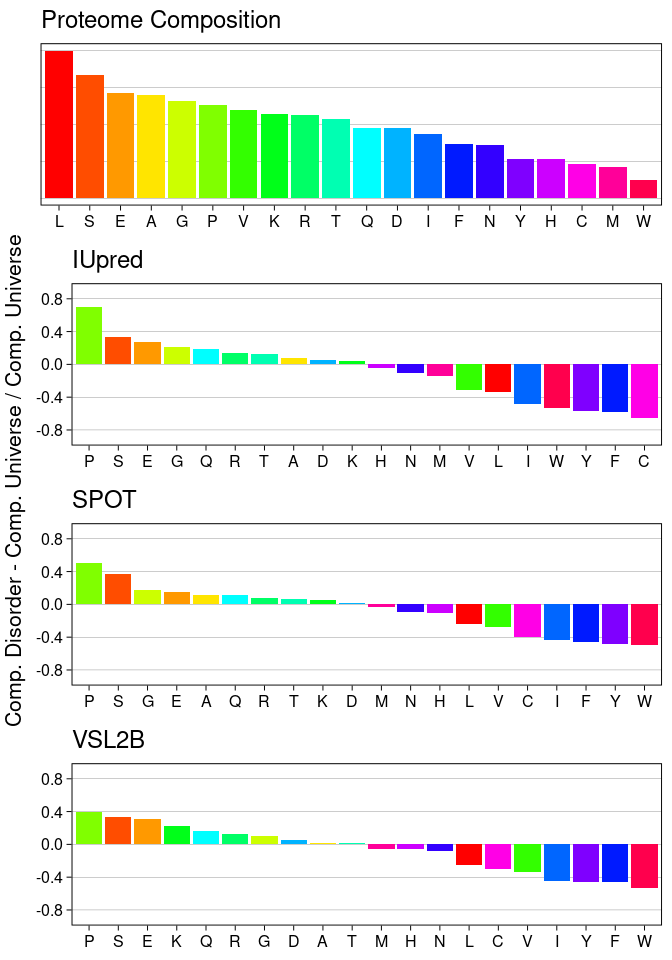 Proteome Composition
L S E A G P V K R T Q D I F N Y H C M W
Comp. Disorder - Comp. Universe / Comp. Universe
IUpred
0.8
0.4
0.0
-0.4
-0.8
P S E G Q R T A D K H N M V L I W Y F C
SPOT
0.8
0.4
0.0
-0.4
-0.8
P S G E A Q R T K D M N H L V C I F Y W
VSL2B
0.8
0.4
0.0
-0.4
-0.8
P S E K Q R G D A T M H N L C V I Y F W